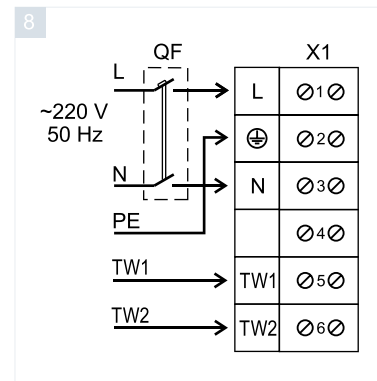 8
QF X1
L
~220 V
50 Hz
L 1
2
N
N 3
PE
4
TW1
TW1 5
TW2
TW2 6